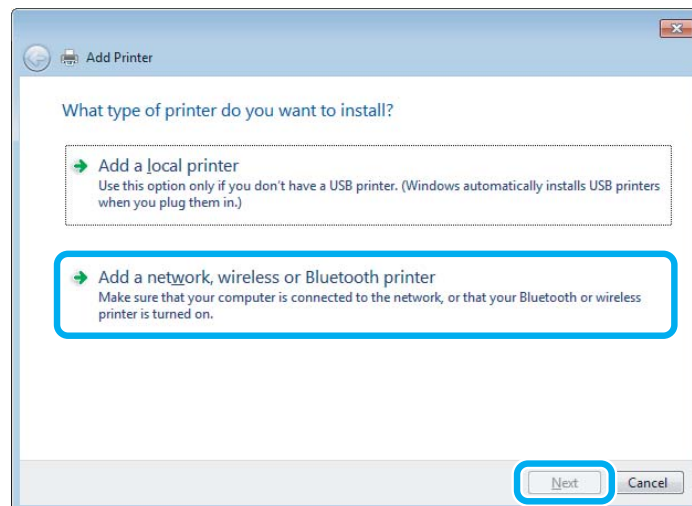 Add Printer
What type of printer do you want to install?
Add a local printer
Use this option only if you don't have a USB printer. (Windows automatically installs USB printers
when you plug them in.)
Add a network, wireless or Bluetooth printer
Make sure that your computer is connected to the network, or that your Bluetooth or wireless
printer is turned on.
Next Cancel